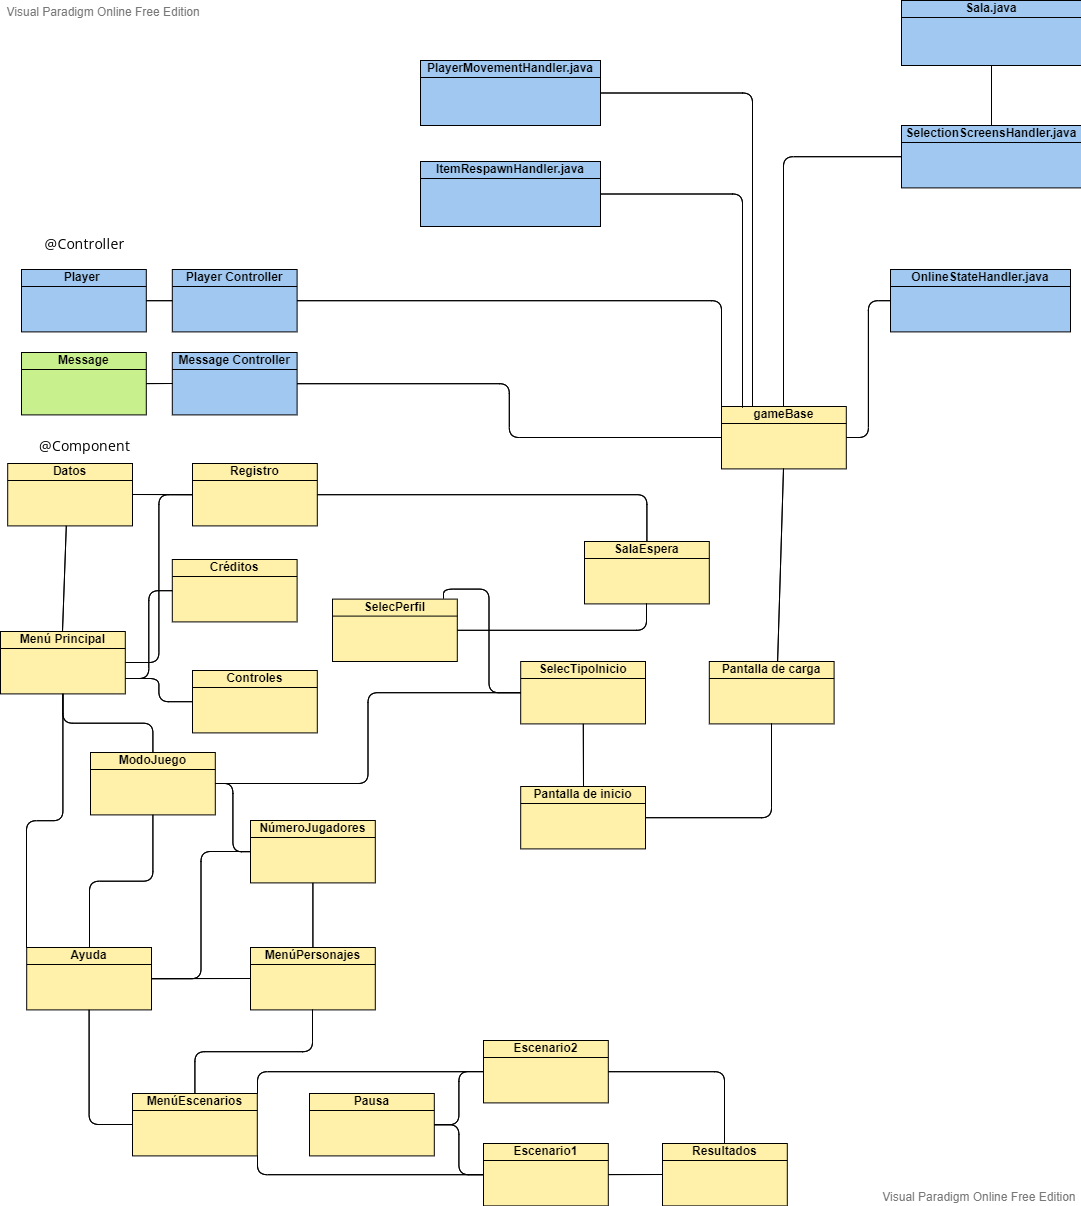 Visual Paradigm Online Free Edition
Sala.java
PlayerMovementHandler.java
SelectionScreensHandler.java
ItemRespawnHandler.java
@Controller
Player
Player Controller
OnlineStateHandler.java
Message
Message Controller
gameBase
@Component
Datos
Registro
SalaEspera
Créditos
SelecPerfil
Menú Principal
SelecTipoInicio
Pantalla de carga
Controles
ModoJuego
Pantalla de inicio
NúmeroJugadores
Ayuda
MenúPersonajes
Escenario2
MenúEscenarios
Pausa
Escenario1
Resultados
Visual Paradigm Online Free Edition